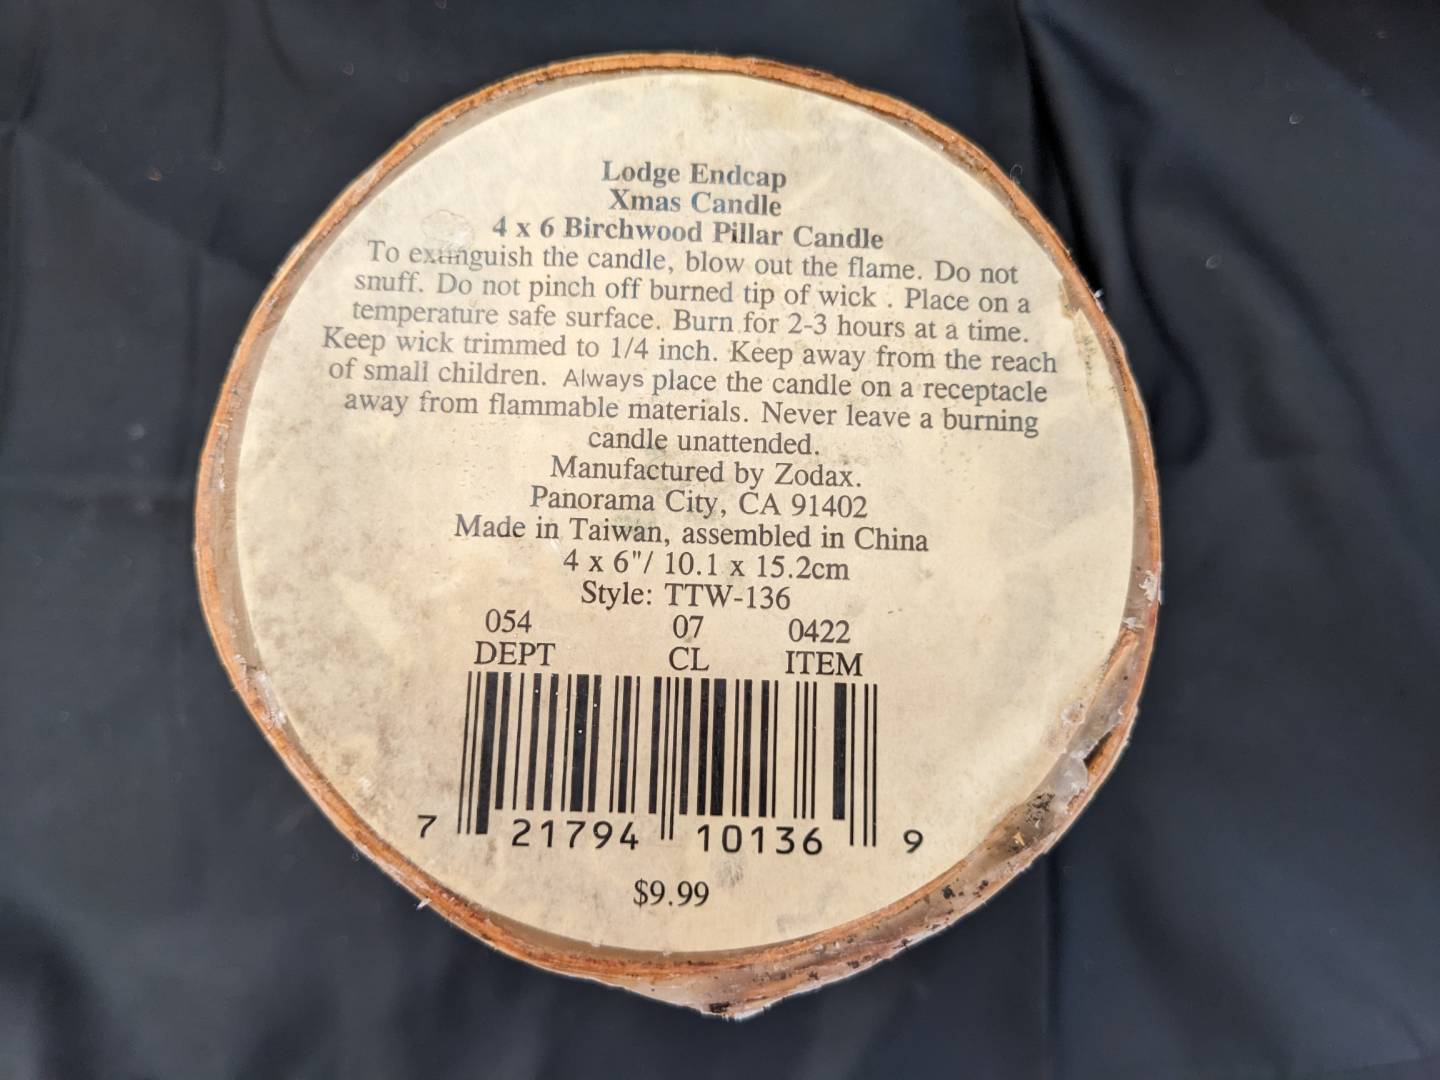 Lodge Endcap
Xmas Candle
4 x 6 Birchwood Pillar Candle
To extinguish the candle, blow out the flame. Do not
snuff. Do not pinch off burned tip of wick . Place on a
temperature safe surface. Burn for 2-3 hours at a time.
Keep wick trimmed to 1/4 inch. Keep away from the reach
of small children. Always place the candle on a receptacle
away from flammable materials. Never leave a burning
candle unattended.
Manufactured by Zodax.
Panorama City, CA 91402
Made in Taiwan, assembled in China
4 x 6"/ 10.1 x 15.2cm
Style: TTW-136
054 07 0422
DEPT CL ITEM
7 21794 10136 9
$9.99